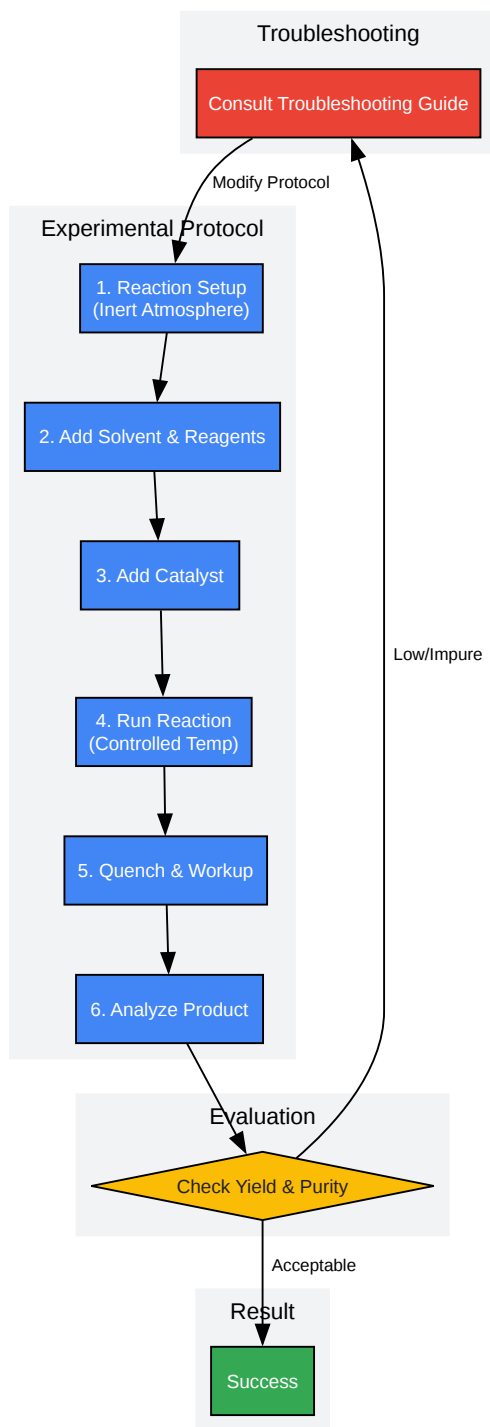 Troubleshooting
Consult Troubleshooting Guide
Modify Protocol
Experimental Protocol
1. Reaction Setup
(Inert Atmosphere)
2. Add Solvent & Reagents
3. Add Catalyst
Low/Impure
4. Run Reaction
(Controlled Temp)
5. Quench & Workup
6. Analyze Product
Evaluation
Check Yield & Purity
Acceptable
Result
Success